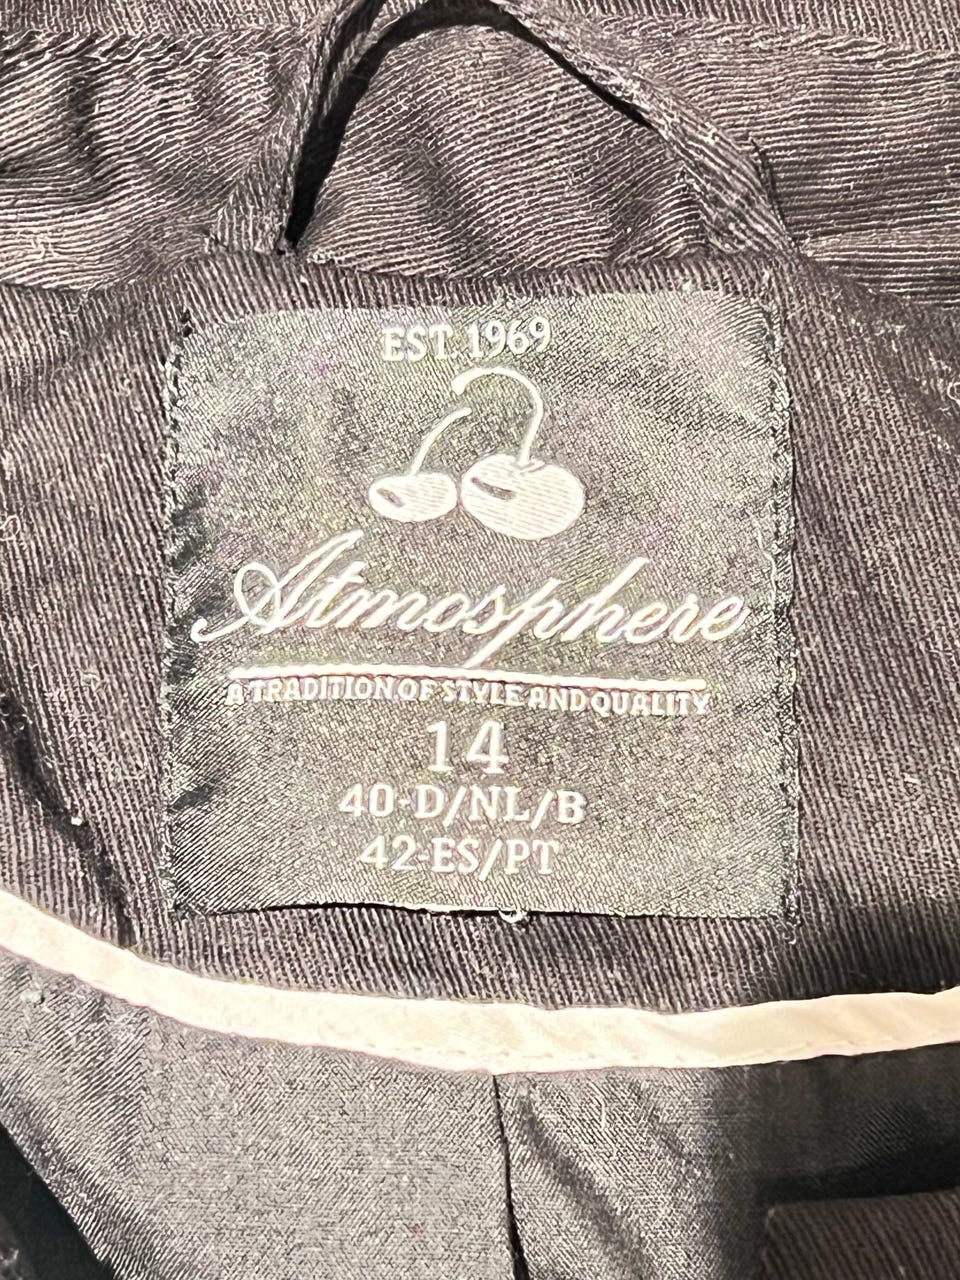 EST. 1969
Atmosphere
A TRADITION OF STYLE AND QUALITY
14
40-D/NL/B
42-ES/PT